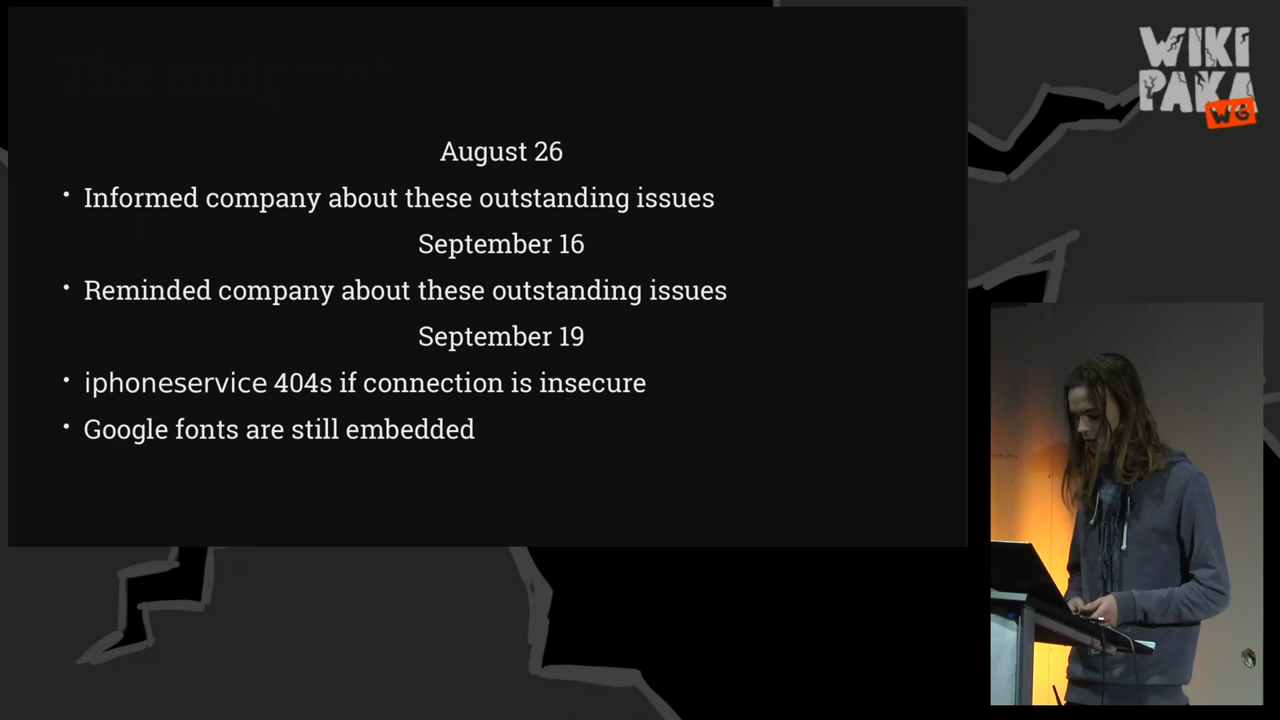 WIKI
PAKA
WG
August 26
• Informed company about these outstanding issues
September 16
• Reminded company about these outstanding issues
September 19
• iphoneservice 404s if connection is insecure
• Google fonts are still embedded